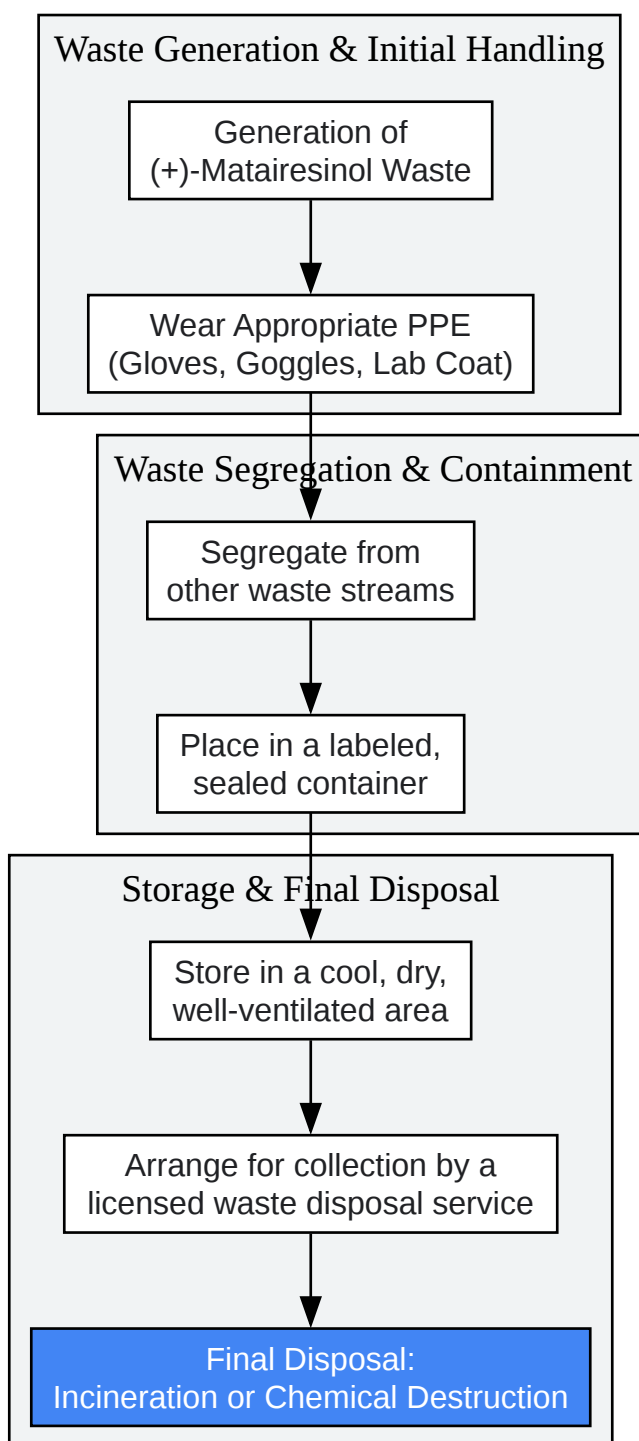 Waste Generation & Initial Handling
Generation of
(+)-Matairesinol Waste
Wear Appropriate PPE
(Gloves, Goggles, Lab Coat)
Waste Segregation & Containment
Segregate from
other waste streams
Place in a labeled,
sealed container
Storage & Final Disposal
Store in a cool, dry,
well-ventilated area
Arrange for collection by a
licensed waste disposal service
Final Disposal:
Incineration or Chemical Destruction